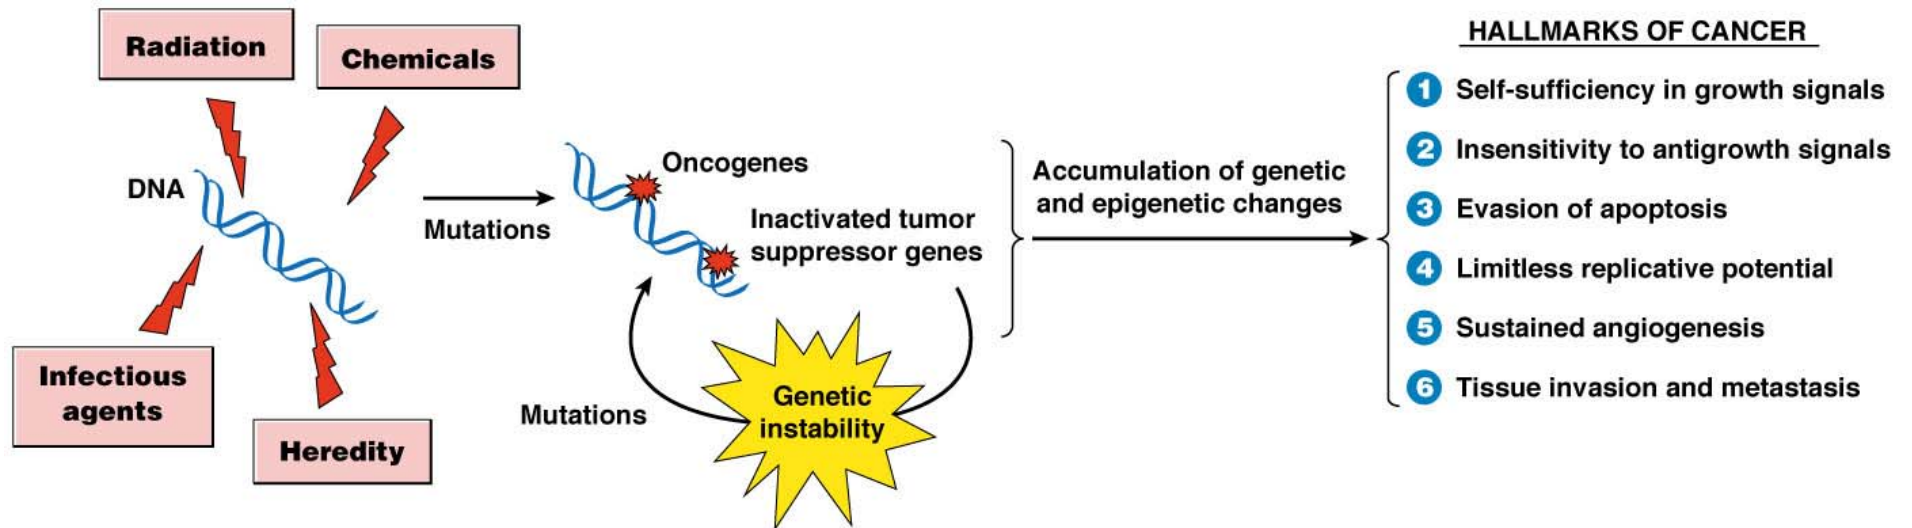 Radiation
Chemicals
DNA
Infectious
agents
Heredity
Mutations
Oncogenes
Inactivated tumor
suppressor genes
Mutations
Genetic
instability
Accumulation of genetic
and epigenetic changes
HALLMARKS OF CANCER
1 Self-sufficiency in growth signals
2 Insensitivity to antigrowth signals
3 Evasion of apoptosis
4 Limitless replicative potential
5 Sustained angiogenesis
6 Tissue invasion and metastasis